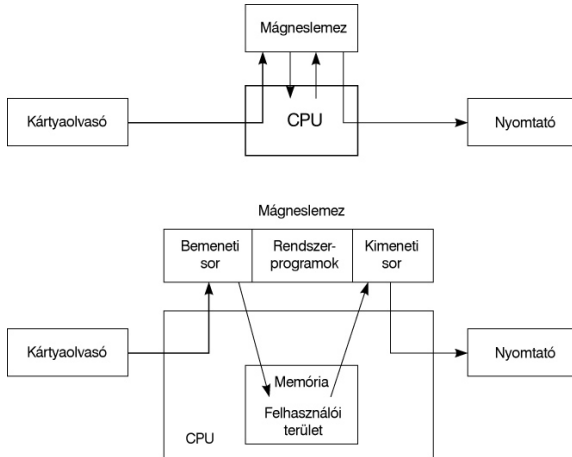 Mágneslemez
Kártyaolvasó
CPU
Nyomtató
Mágneslemez
Bemeneti
sor
Rendszer-
programok
Kimeneti
sor
Kártyaolvasó
Nyomtató
Memória
Felhasználói
terület
CPU